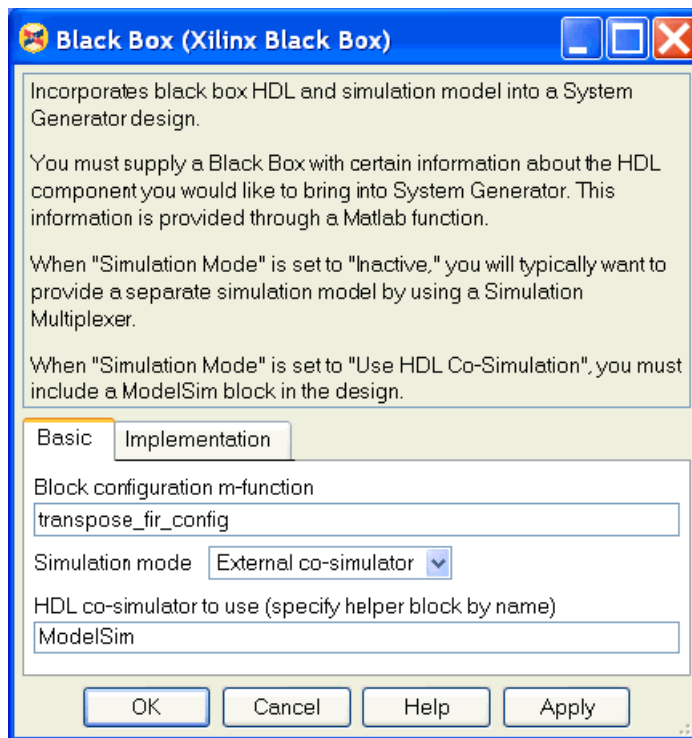 Black Box (Xilinx Black Box)
Incorporates black box HDL and simulation model into a System
Generator design.
You must supply a Black Box with certain information about the HDL
component you would like to bring into System Generator. This
information is provided through a Matlab function.
When "Simulation Mode" is set to "Inactive," you will typically want to
provide a separate simulation model by using a Simulation
Multiplexer.
When "Simulation Mode" is set to "Use HDL Co-Simulation", you must
include a ModelSim block in the design.
Basic Implementation
Block configuration m-function
transpose_fir_config
Simulation mode External co-simulator
HDL co-simulator to use (specify helper block by name)
ModelSim
OK Cancel Help Apply